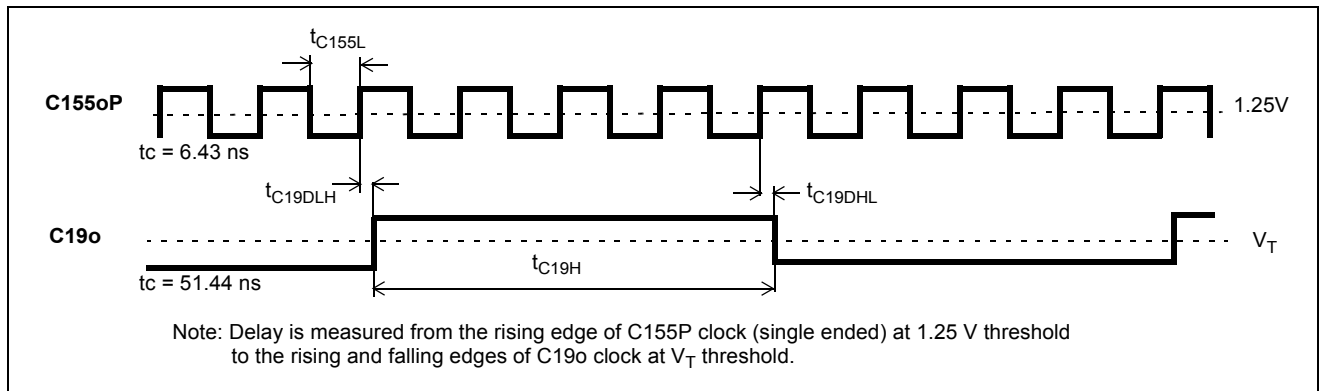 tC155L
C155oP
1.25V
tc = 6.43 ns
tC19DLH
tC19DHL
C19o
VT
tC19H
tc = 51.44 ns
Note: Delay is measured from the rising edge of C155P clock (single ended) at 1.25 V threshold
to the rising and falling edges of C19o clock at VT threshold.